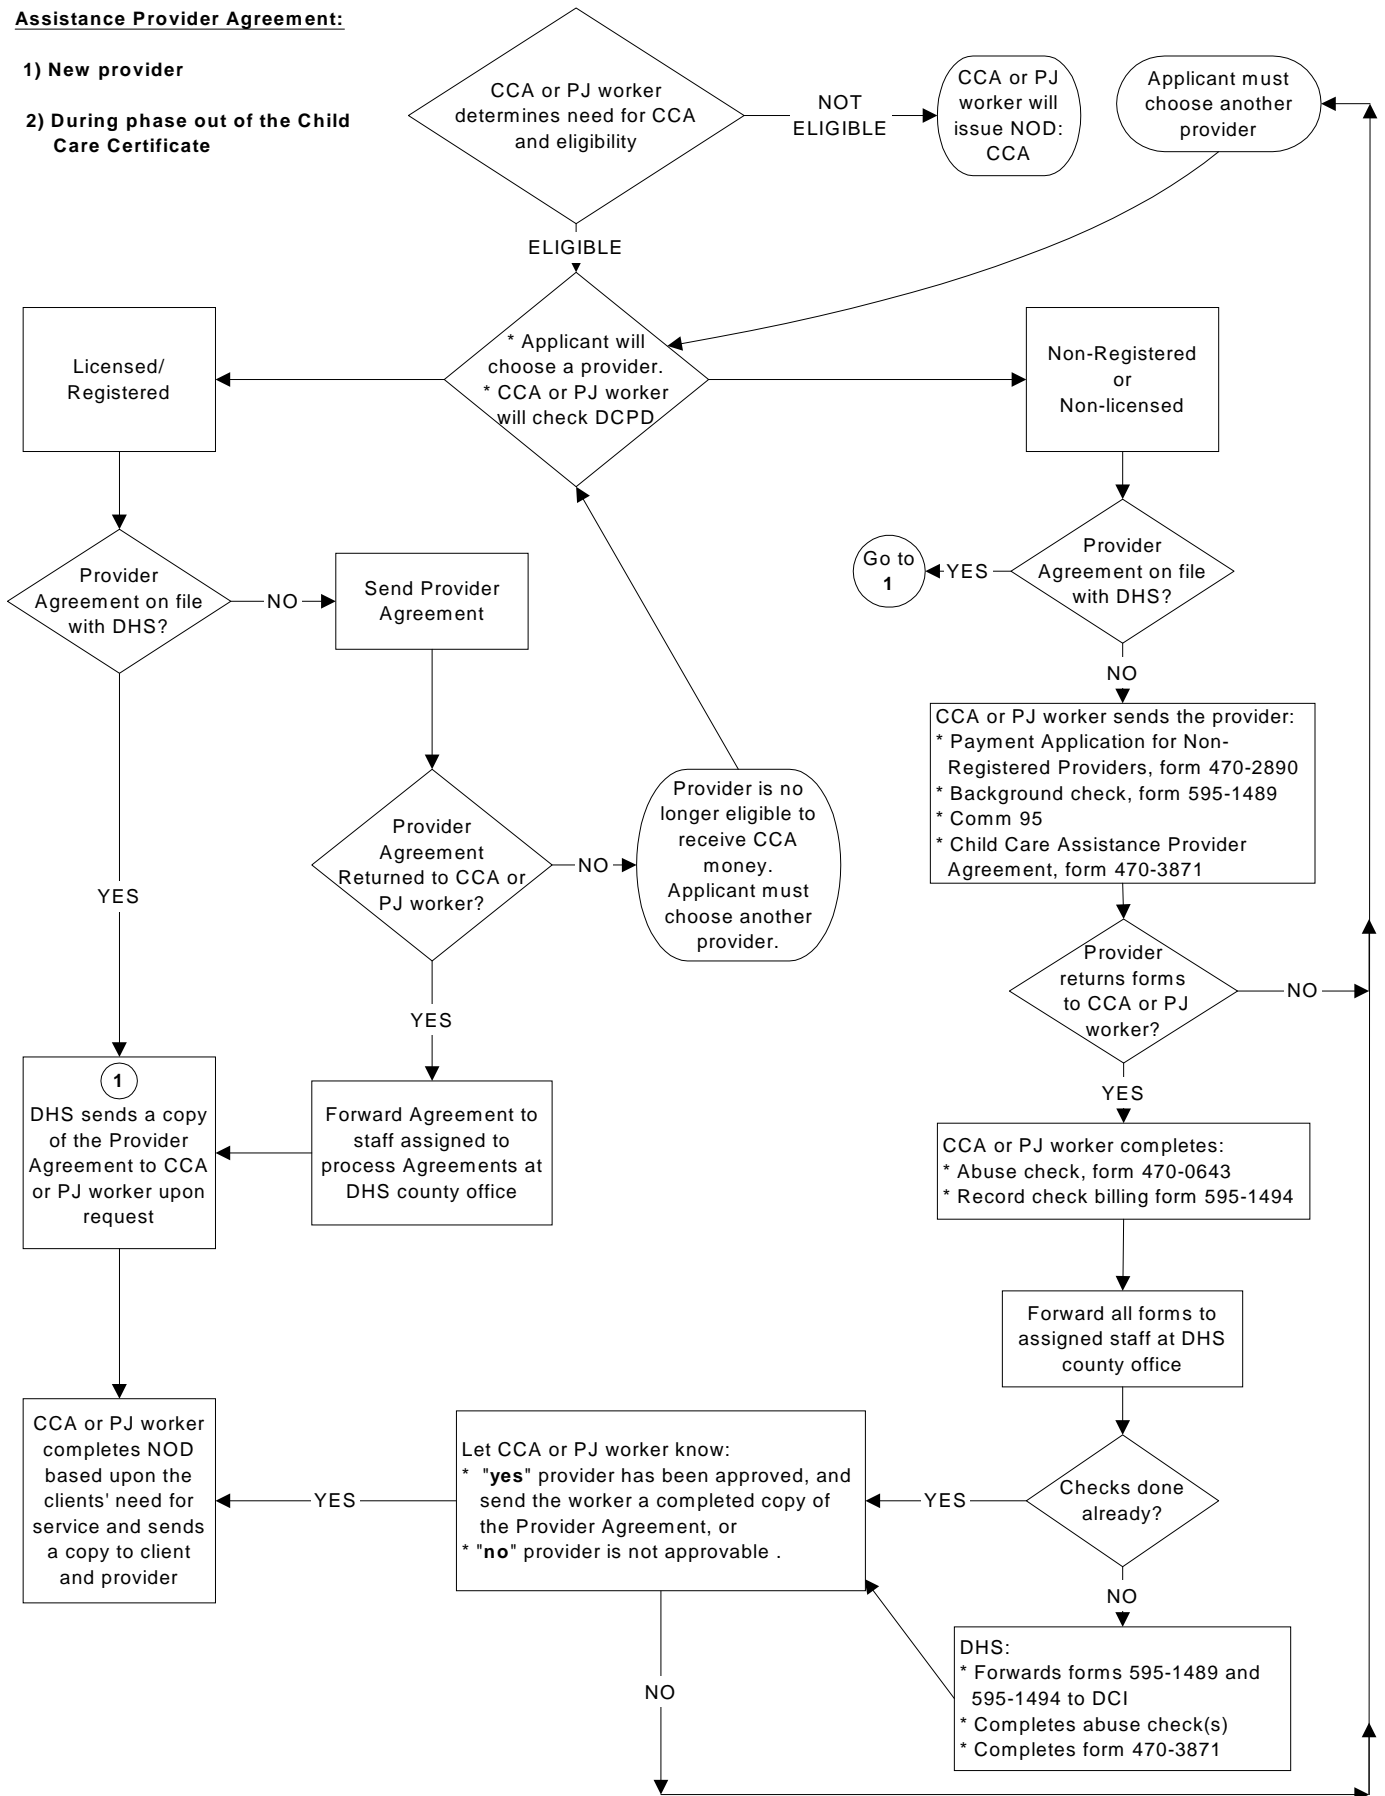 Assistance Provider Agreement:
1) New provider
2) During phase out of the Child
Care Certificate
CCA or PJ worker
determines need for CCA
and eligibility
NOT
ELIGIBLE
CCA or PJ
worker will
issue NOD:
CCA
Applicant must
choose another
provider
ELIGIBLE
* Applicant will
choose a provider.
* CCA or PJ worker
will check DCPD
Licensed/
Registered
Non-Registered
or
Non-licensed
Provider
Agreement on file
with DHS?
NO
Send Provider
Agreement
Go to
1
YES
Provider
Agreement on file
with DHS?
NO
CCA or PJ worker sends the provider:
* Payment Application for Non-
Registered Providers, form 470-2890
* Background check, form 595-1489
* Comm 95
* Child Care Assistance Provider
Agreement, form 470-3871
Provider
Agreement
Returned to CCA or
PJ worker?
NO
Provider is no
longer eligible to
receive CCA
money.
Applicant must
choose another
provider.
YES
YES
Provider
returns forms
to CCA or PJ
worker?
NO
YES
1
DHS sends a copy
of the Provider
Agreement to CCA
or PJ worker upon
request
Forward Agreement to
staff assigned to
process Agreements at
DHS county office
CCA or PJ worker completes:
* Abuse check, form 470-0643
* Record check billing form 595-1494
Forward all forms to
assigned staff at DHS
county office
CCA or PJ worker
completes NOD
based upon the
clients' need for
service and sends
a copy to client
and provider
YES
Let CCA or PJ worker know:
* "yes" provider has been approved, and
send the worker a completed copy of
the Provider Agreement, or
* "no" provider is not approvable .
YES
Checks done
already?
NO
NO
DHS:
* Forwards forms 595-1489 and
595-1494 to DCI
* Completes abuse check(s)
* Completes form 470-3871